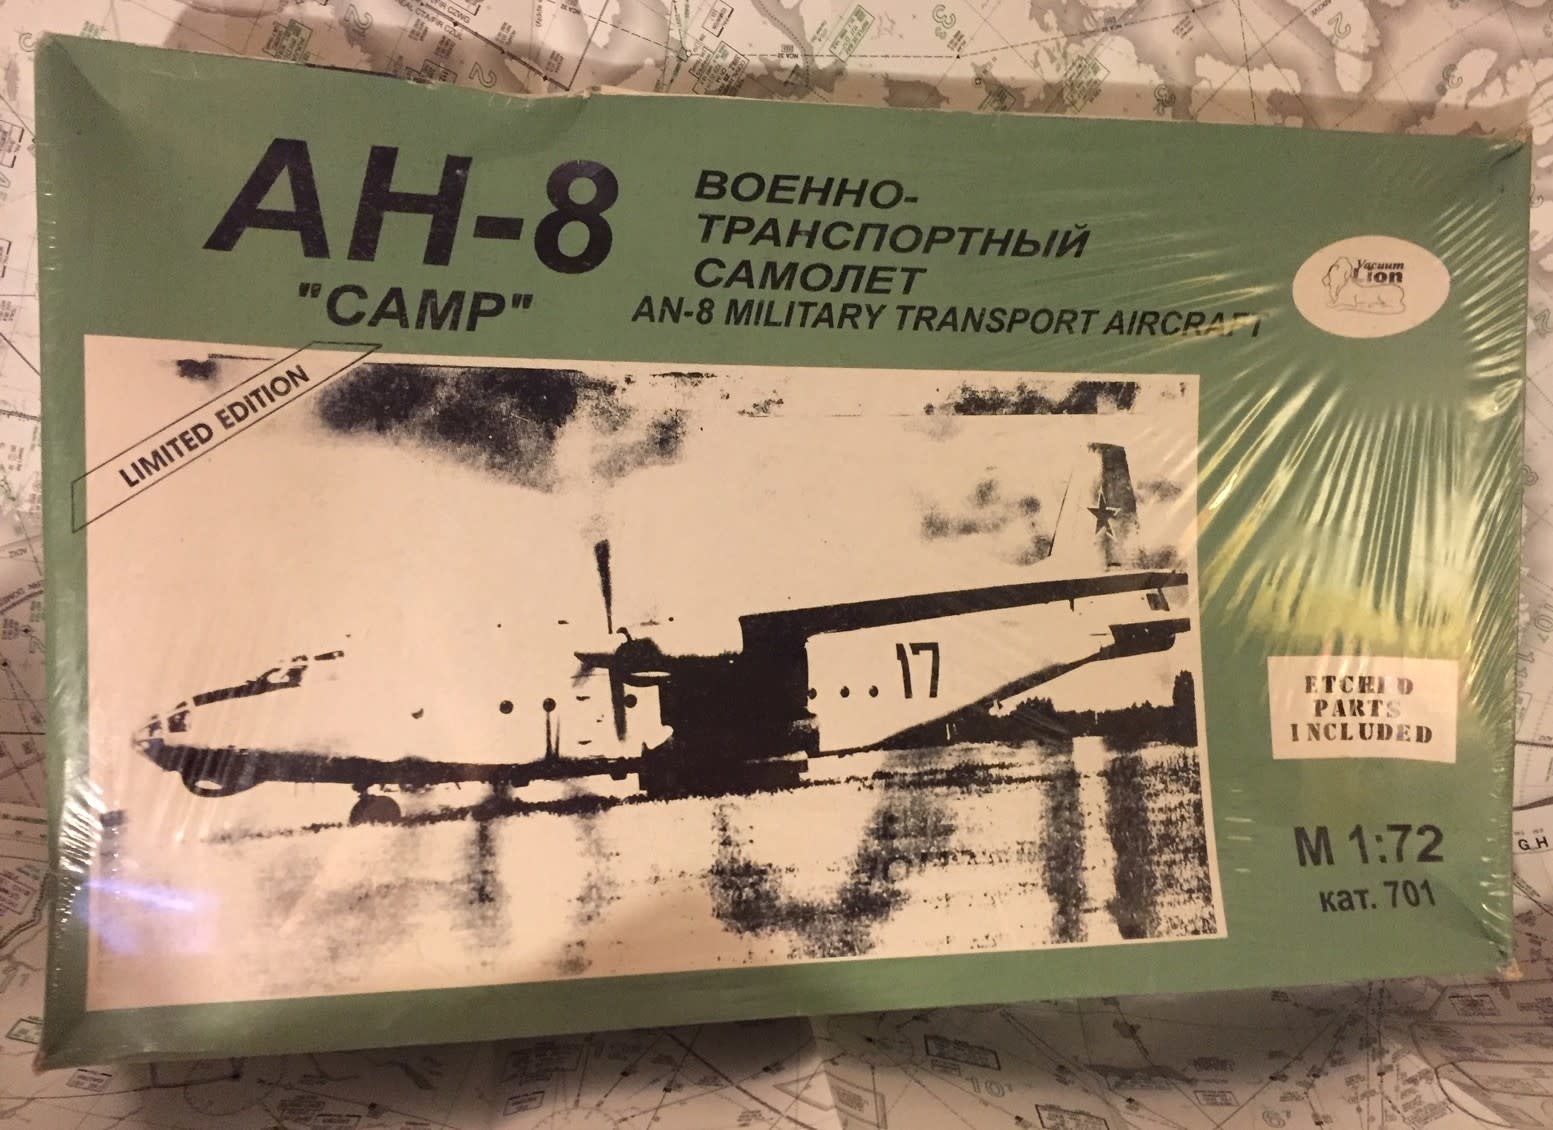 АН-8
"CAMP"
ВОЕННО-
ТРАНСПОРТНЫЙ
САМОЛЕТ
AN-8 MILITARY TRANSPORT AIRCRAFT
Vacuum
Lion
LIMITED EDITION
17
ETCHED
PARTS
INCLUDED
М 1:72
кат. 701